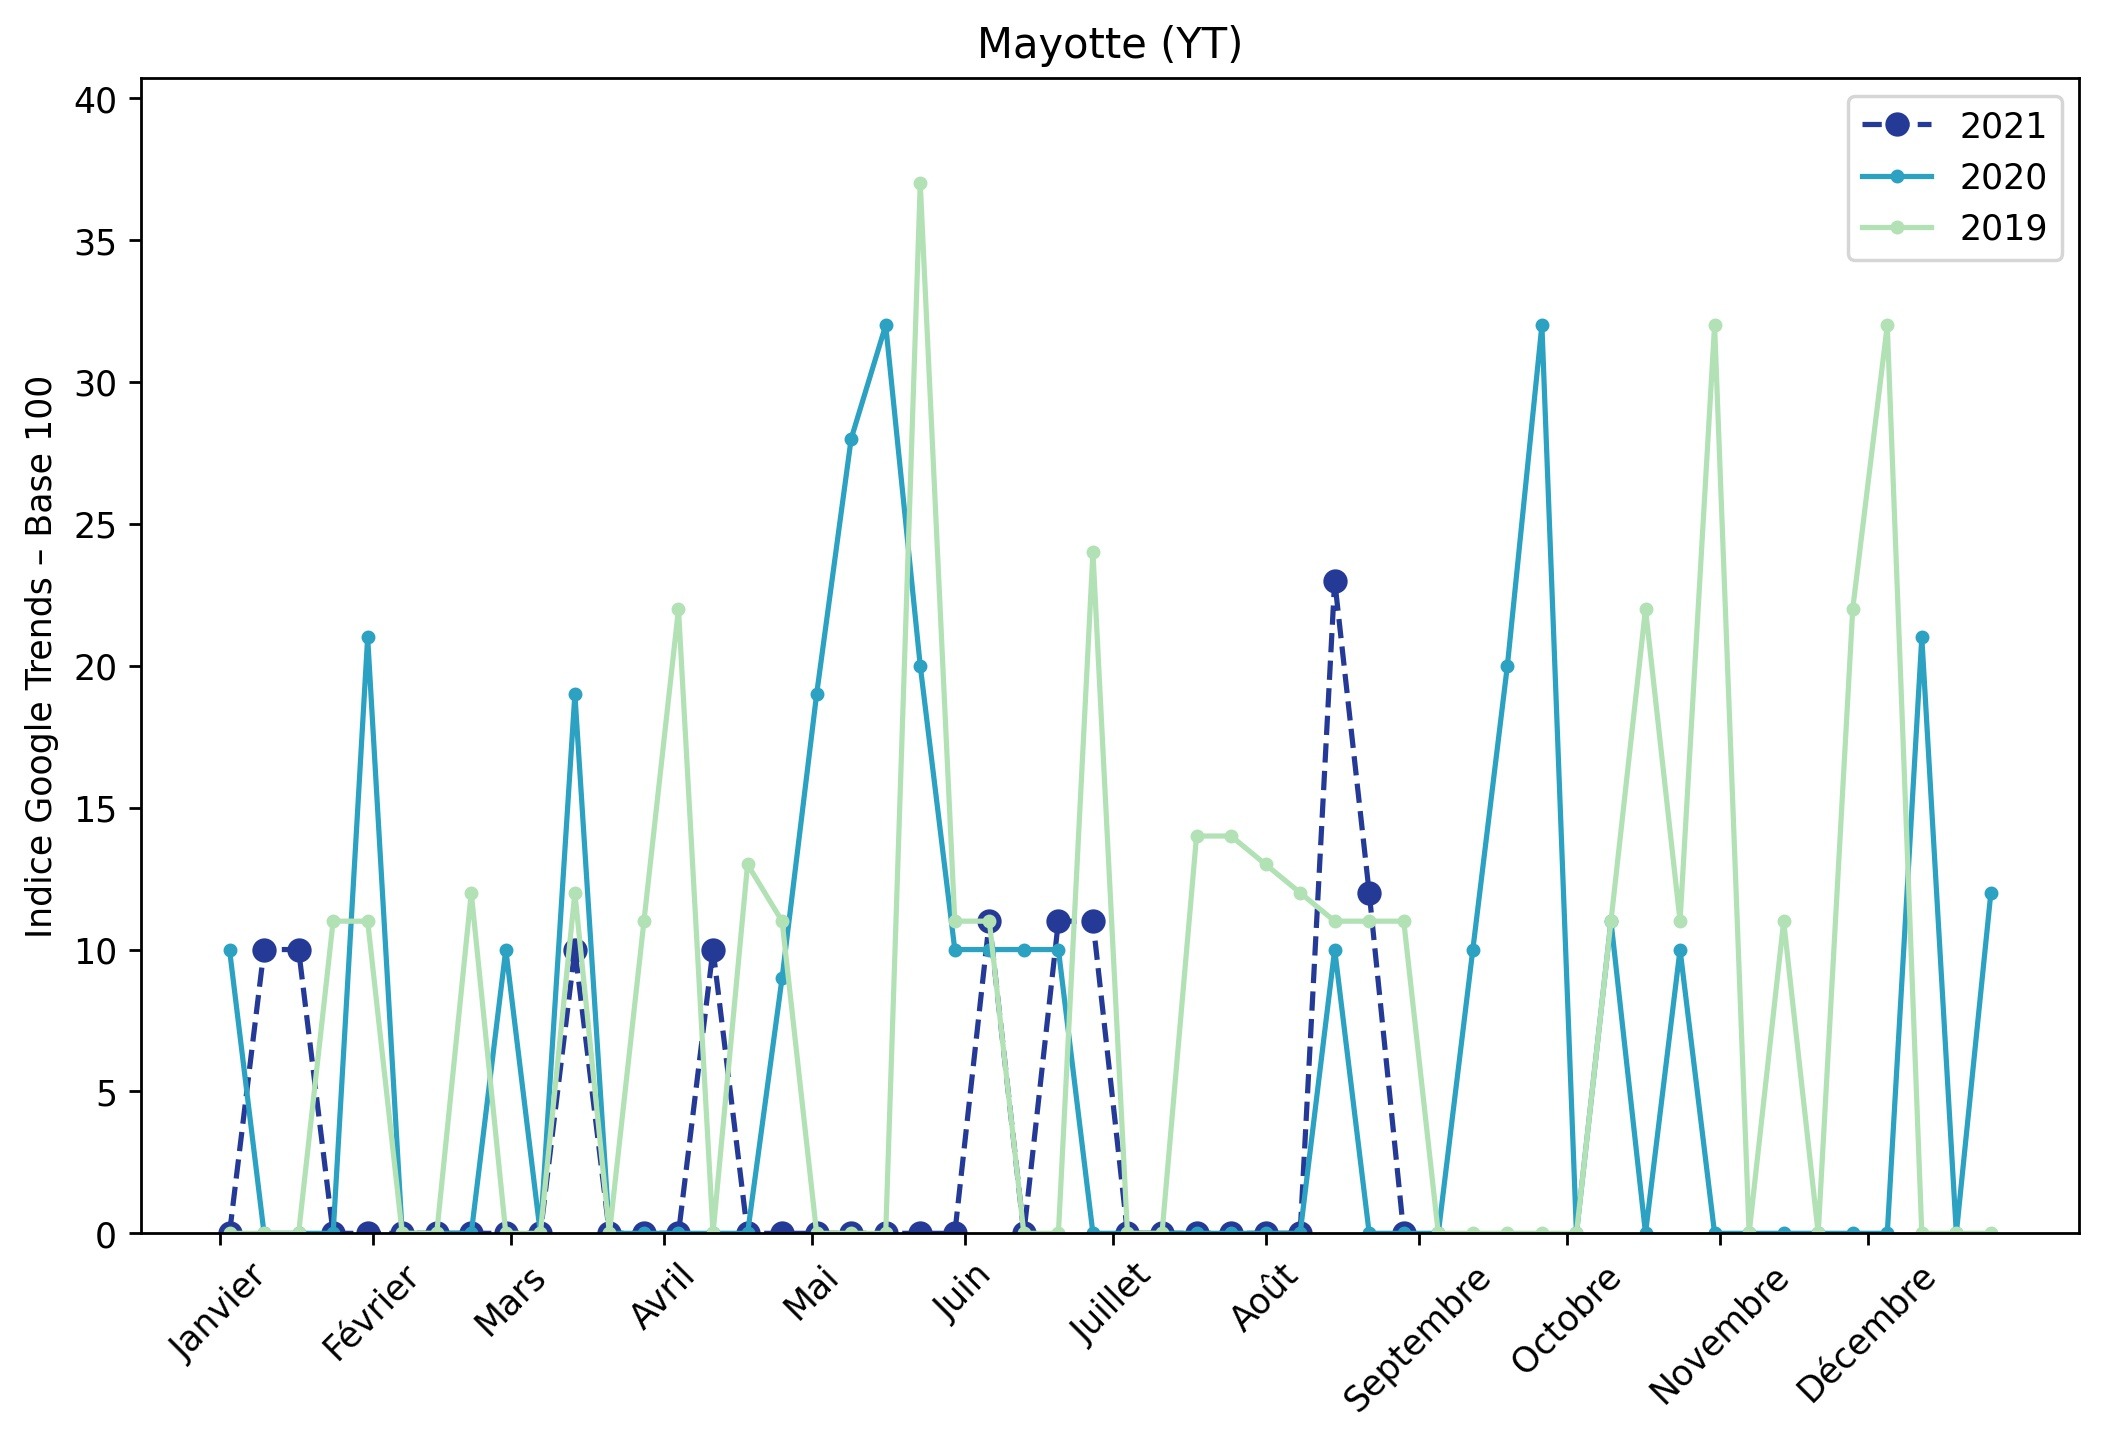 Mayotte (YT)
Indice Google Trends – Base 100
40
35
30
25
20
15
10
5
0
2021
2020
2019
Janvier
Février
Mars
Avril
Mai
Juin
Juillet
Août
Septembre
Octobre
Novembre
Décembre